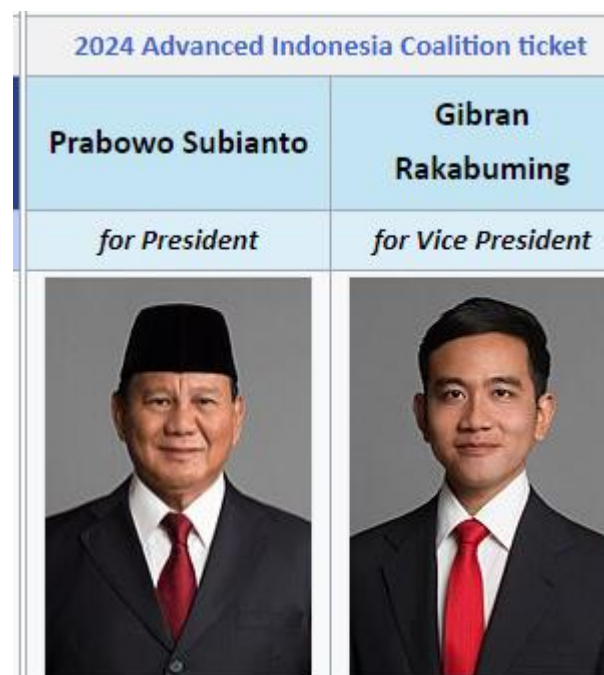 2024 Advanced Indonesia Coalition ticket
Prabowo Subianto
Gibran
Rakabuming
for President
for Vice President